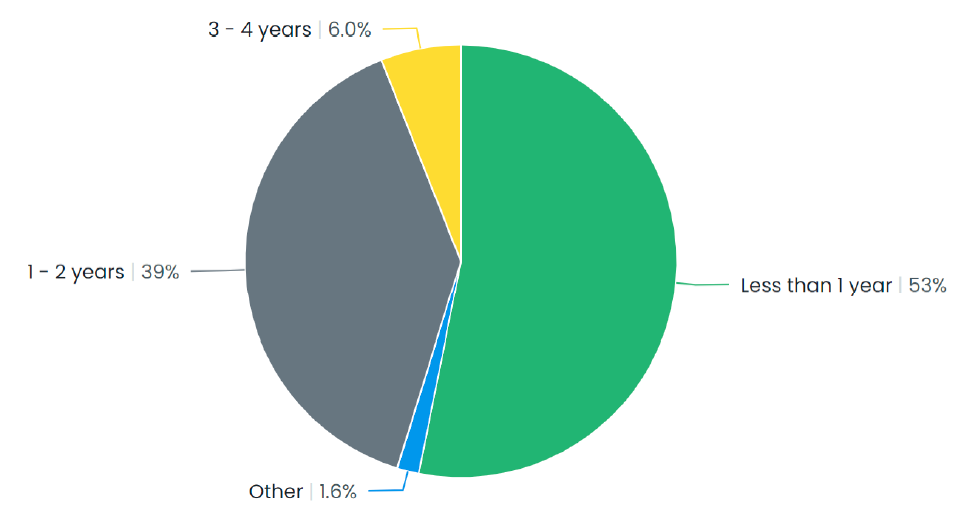 3 - 4 years | 6.0%
1 - 2 years | 39%
Less than 1 year | 53%
Other | 1.6%